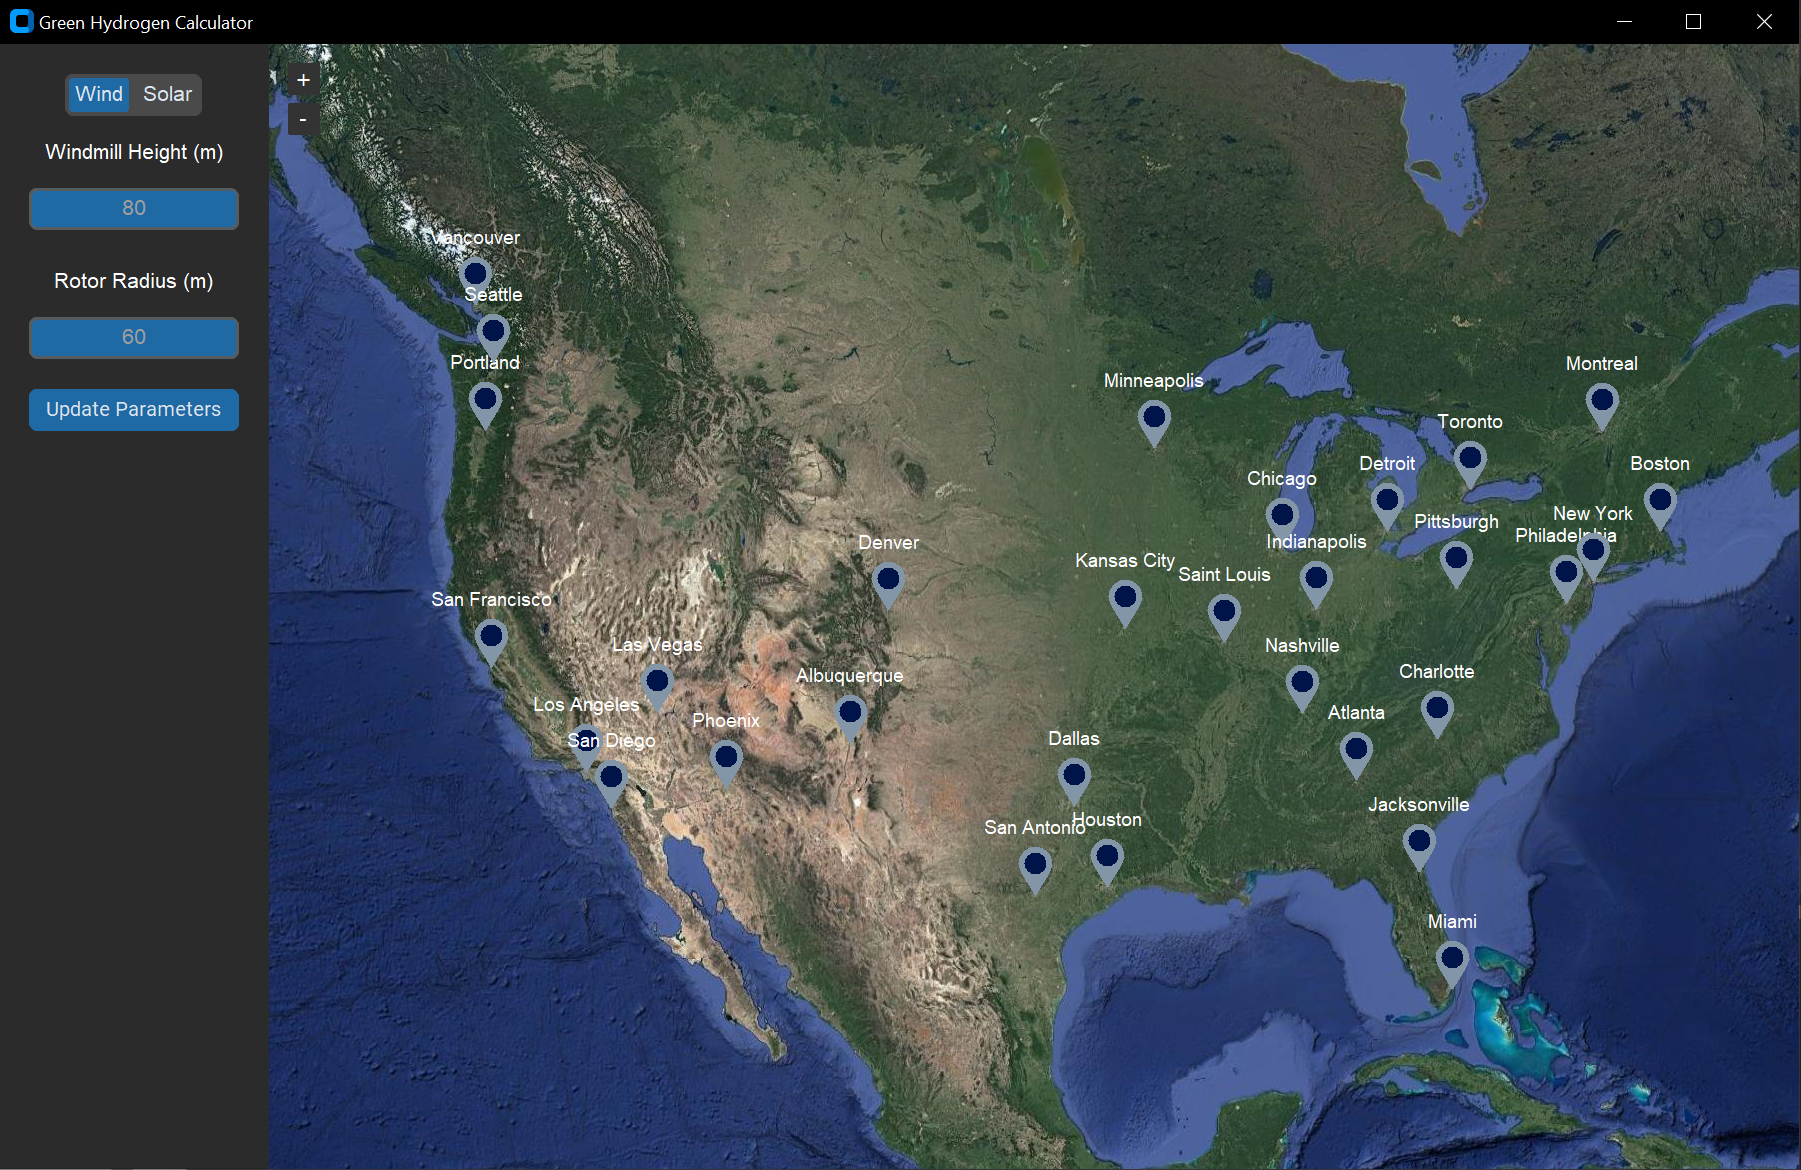 Green Hydrogen Calculator
Wind Solar
Windmill Height (m)
80
Rotor Radius (m)
60
Update Parameters
+
-
Vancouver
Seattle
Portland
Montreal
Minneapolis
Toronto
Detroit
Boston
Chicago
New York
Pittsburgh
Philadelphia
Indianapolis
Denver
Kansas City
Saint Louis
San Francisco
Las Vegas
Nashville
Charlotte
Albuquerque
Los Angeles
Phoenix
Atlanta
San Diego
Dallas
Jacksonville
Houston
San Antonio
Miami